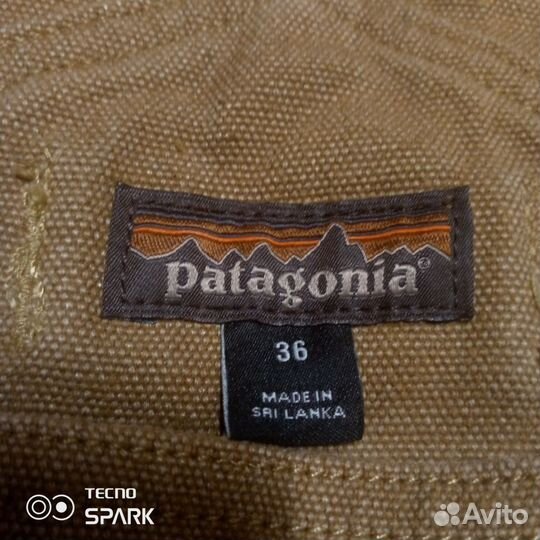 patagonia®
36
MADE IN
SRI LANKA
TECNO
SPARK
Avito